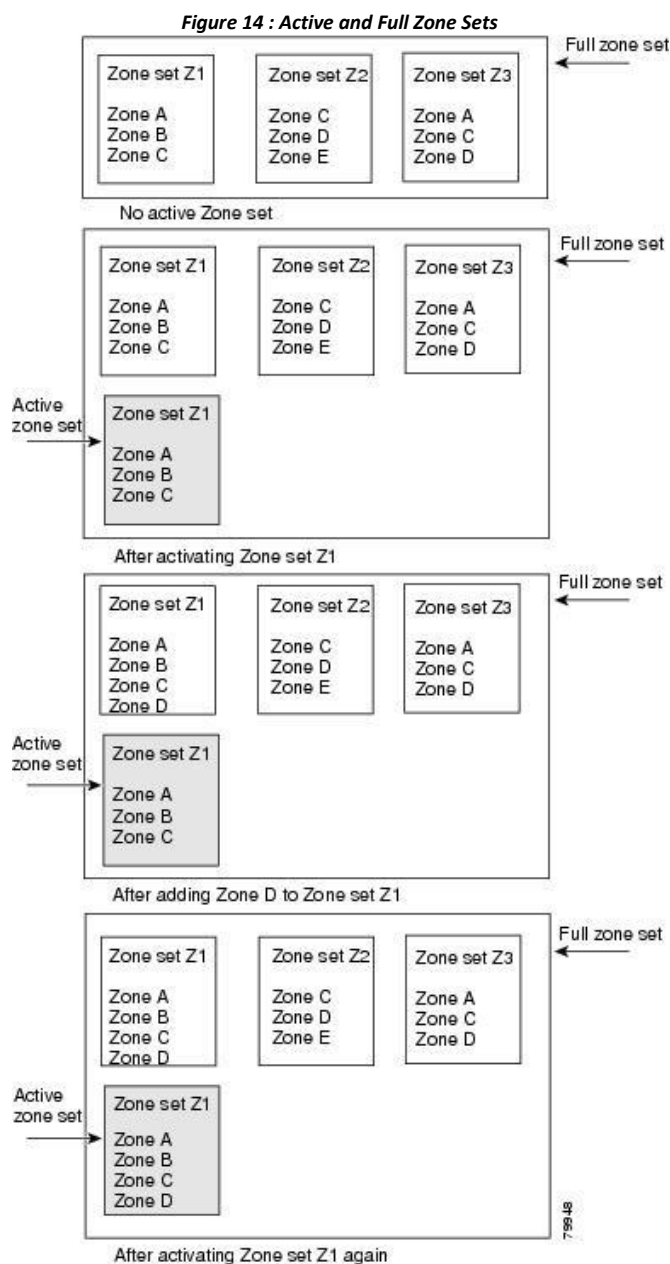 Figure 14 : Active and Full Zone Sets
Full zone set
Zone set Z1
Zone A
Zone B
Zone C
Zone set Z2
Zone C
Zone D
Zone E
Zone set Z3
Zone A
Zone C
Zone D
No active Zone set
Full zone set
Zone set Z1
Zone A
Zone B
Zone C
Zone set Z2
Zone C
Zone D
Zone E
Zone set Z3
Zone A
Zone C
Zone D
Active
zone set
Zone set Z1
Zone A
Zone B
Zone C
After activating Zone set Z1
Full zone set
Zone set Z1
Zone A
Zone B
Zone C
Zone D
Zone set Z2
Zone C
Zone D
Zone E
Zone set Z3
Zone A
Zone C
Zone D
Active
zone set
Zone set Z1
Zone A
Zone B
Zone C
After adding Zone D to Zone set Z1
Full zone set
Zone set Z1
Zone A
Zone B
Zone C
Zone D
Zone set Z2
Zone C
Zone D
Zone E
Zone set Z3
Zone A
Zone C
Zone D
Active
zone set
Zone set Z1
Zone A
Zone B
Zone C
Zone D
79948
After activating Zone set Z1 again